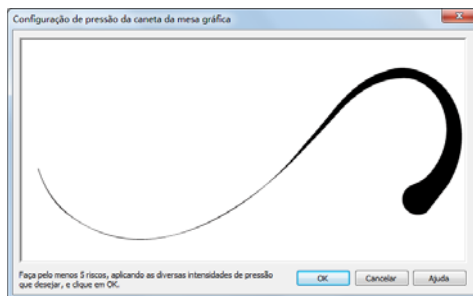 Configuração de pressão da caneta da mesa gráfica
Faça pelo menos 5 riscos, aplicando as diversas intensidades de pressão
que desejar, e clique em OK.
OK
Cancelar
Ajuda